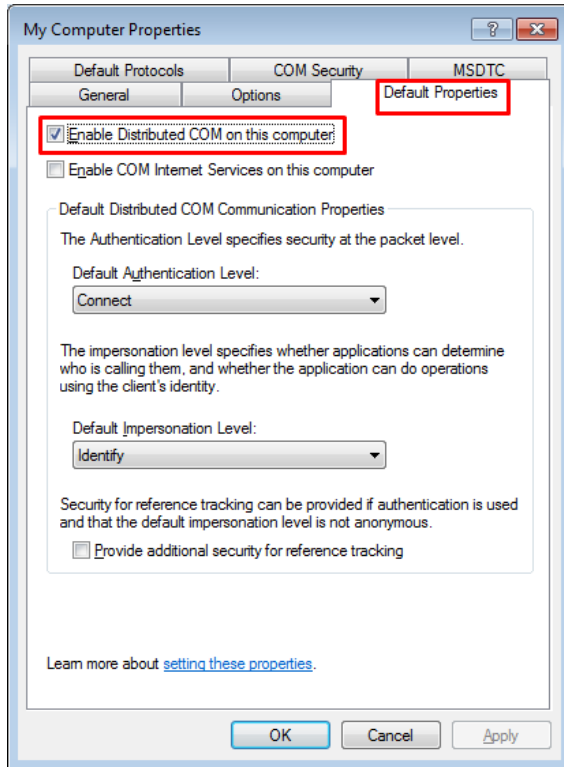 My Computer Properties
Default Protocols
COM Security
MSDTC
General
Options
Default Properties
Enable Distributed COM on this computer
Enable COM Internet Services on this computer
Default Distributed COM Communication Properties
The Authentication Level specifies security at the packet level.
Default Authentication Level:
Connect
The impersonation level specifies whether applications can determine
who is calling them, and whether the application can do operations
using the client's identity.
Default Impersonation Level:
Identify
Security for reference tracking can be provided if authentication is used
and that the default impersonation level is not anonymous.
Provide additional security for reference tracking
Learn more about setting these properties.
OK
Cancel
Apply